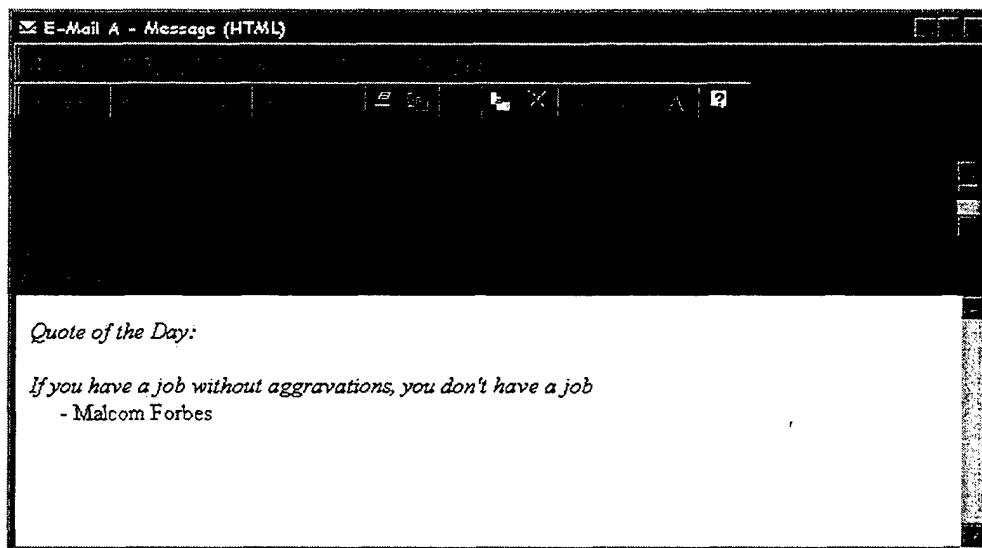 E-Mail A - Message (HTML)
Quote of the Day:
If you have a job without aggravations, you don't have a job
- Malcom Forbes